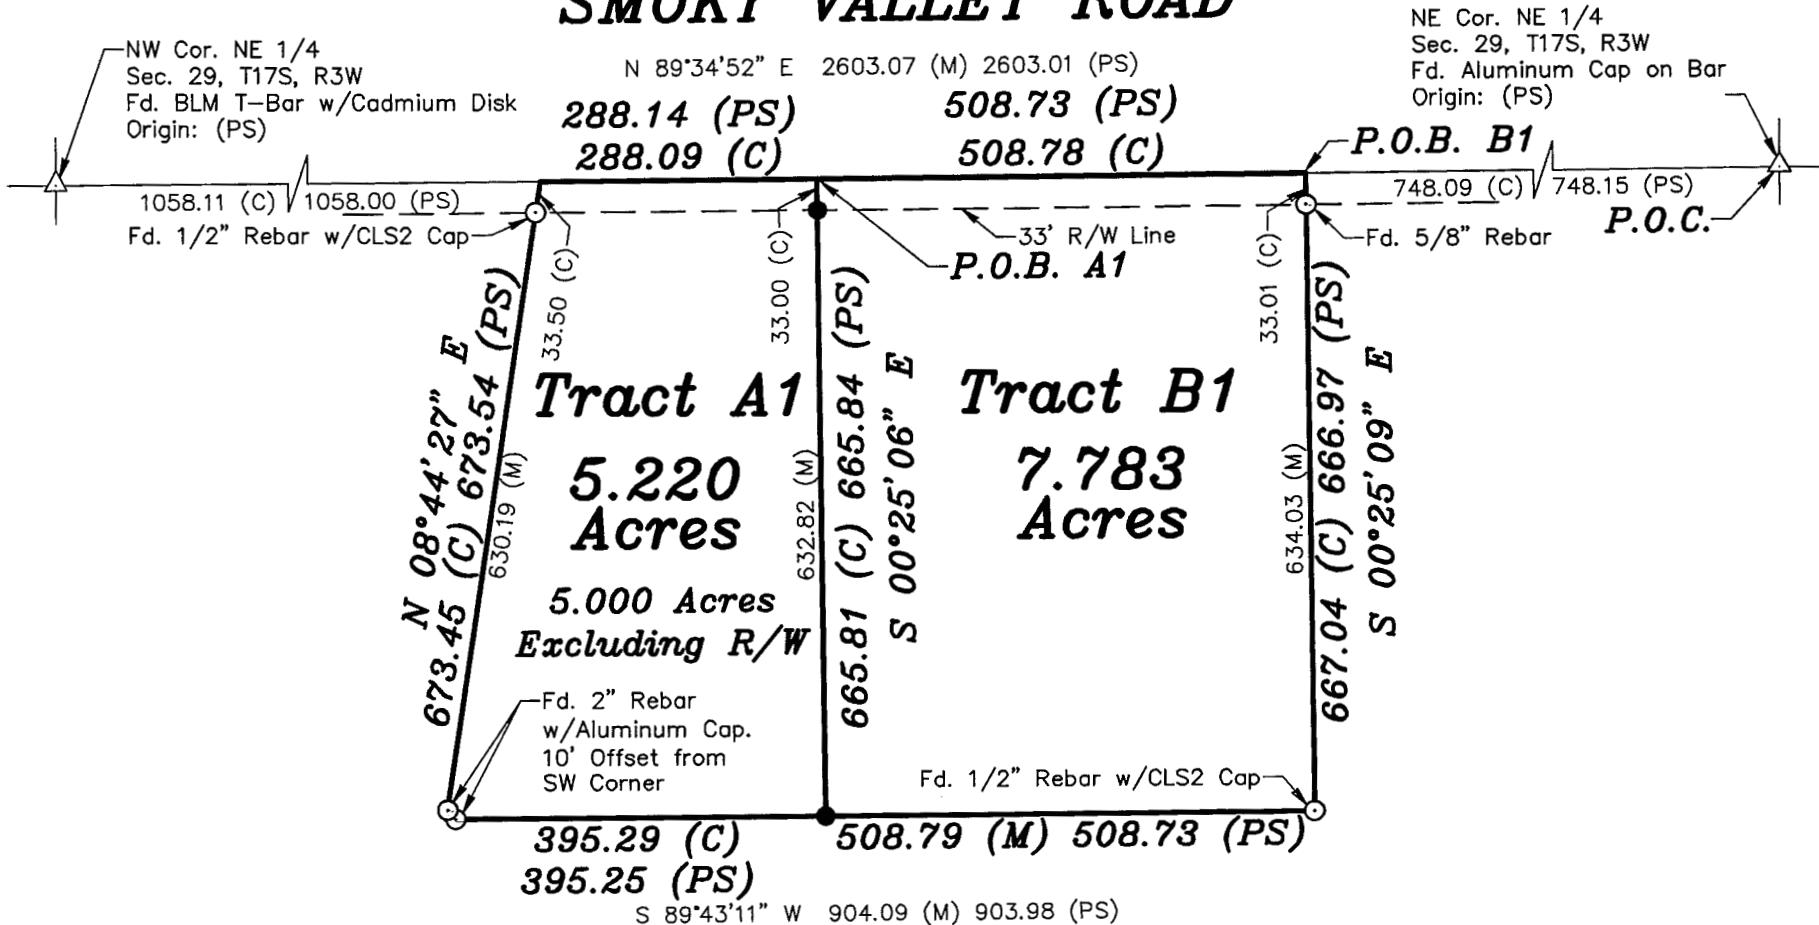 SMOKY VALLEY ROAD
NW Cor. NE 1/4
Sec. 29, T17S, R3W
Fd. BLM T-Bar w/Cadmium Disk
Origin: (PS)
N 89°34'52" E 2603.07 (M) 2603.01 (PS)
NE Cor. NE 1/4
Sec. 29, T17S, R3W
Fd. Aluminum Cap on Bar
Origin: (PS)
288.14 (PS)
288.09 (C)
508.73 (PS)
508.78 (C)
P.O.B. B1
1058.11 (C)
1058.00 (PS)
748.09 (C)
748.15 (PS)
P.O.C.
Fd. 1/2" Rebar w/CLS2 Cap
33' R/W Line
P.O.B. A1
Fd. 5/8" Rebar
33.50 (C)
33.00 (C)
33.01 (C)
N 08°44'27" E
673.45 (C) 673.54 (PS)
630.19 (M)
Tract A1
5.220
Acres
5.000 Acres
Excluding R/W
632.82 (M)
665.81 (C) 665.84 (PS)
S 00°25'06" E
Tract B1
7.783
Acres
634.03 (M)
667.04 (C) 666.97 (PS)
S 00°25'09" E
Fd. 2" Rebar
w/Aluminum Cap.
10' Offset from
SW Corner
Fd. 1/2" Rebar w/CLS2 Cap
395.29 (C)
395.25 (PS)
508.79 (M) 508.73 (PS)
S 89°43'11" W 904.09 (M) 903.98 (PS)